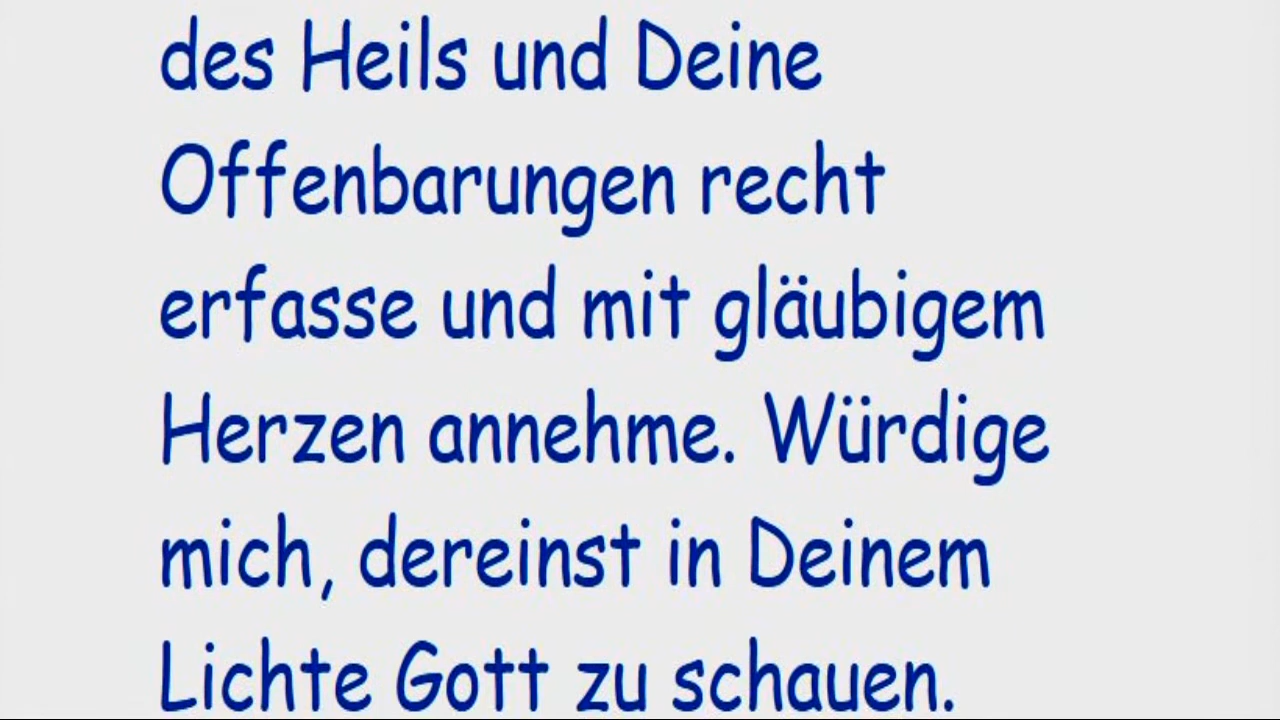 des Heils und Deine
Offenbarungen recht
erfasse und mit gläubigem
Herzen annehme. Würdige
mich, dereinst in Deinem
Lichte Gott zu schauen.